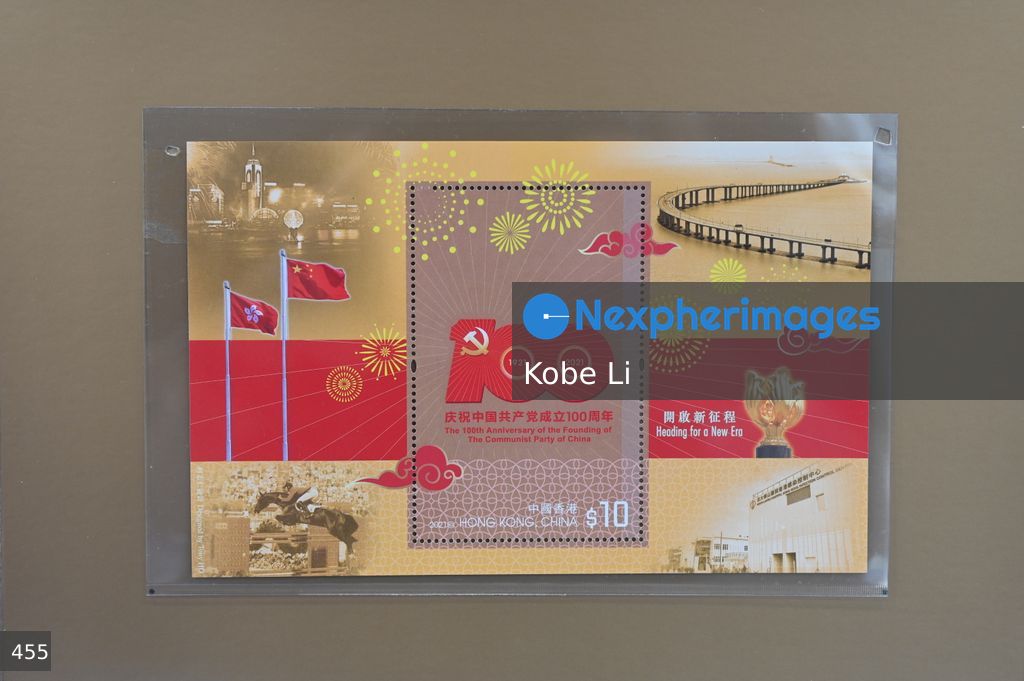 Nexpherimages
Kobe Li
庆祝中国共产党成立100周年
The 100th Anniversary of the Founding of
The Communist Party of China
開啟新征程
Heading for a New Era
中國香港
HONG KONG, CHINA $10
455